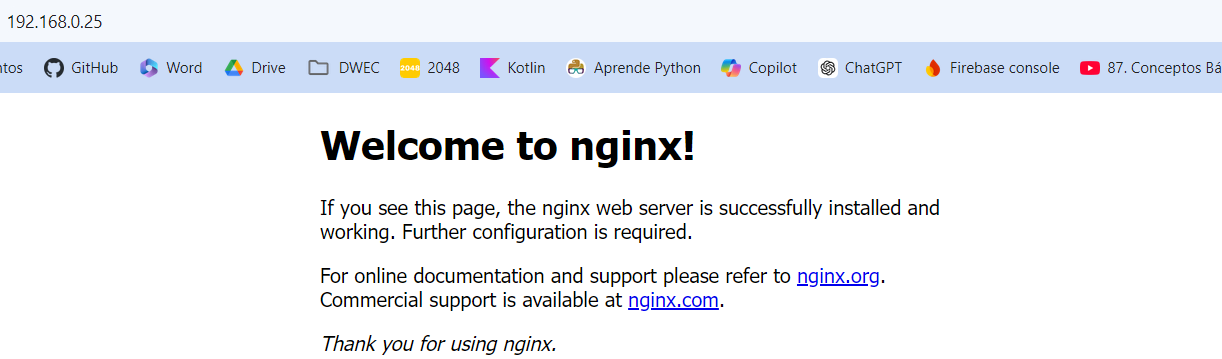 192.168.0.25
ntos GitHub Word Drive DWEC 2048 2048 Kotlin Aprende Python Copilot ChatGPT Firebase console 87. Conceptos Bá
Welcome to nginx!
If you see this page, the nginx web server is successfully installed and
working. Further configuration is required.
For online documentation and support please refer to nginx.org.
Commercial support is available at nginx.com.
Thank you for using nginx.